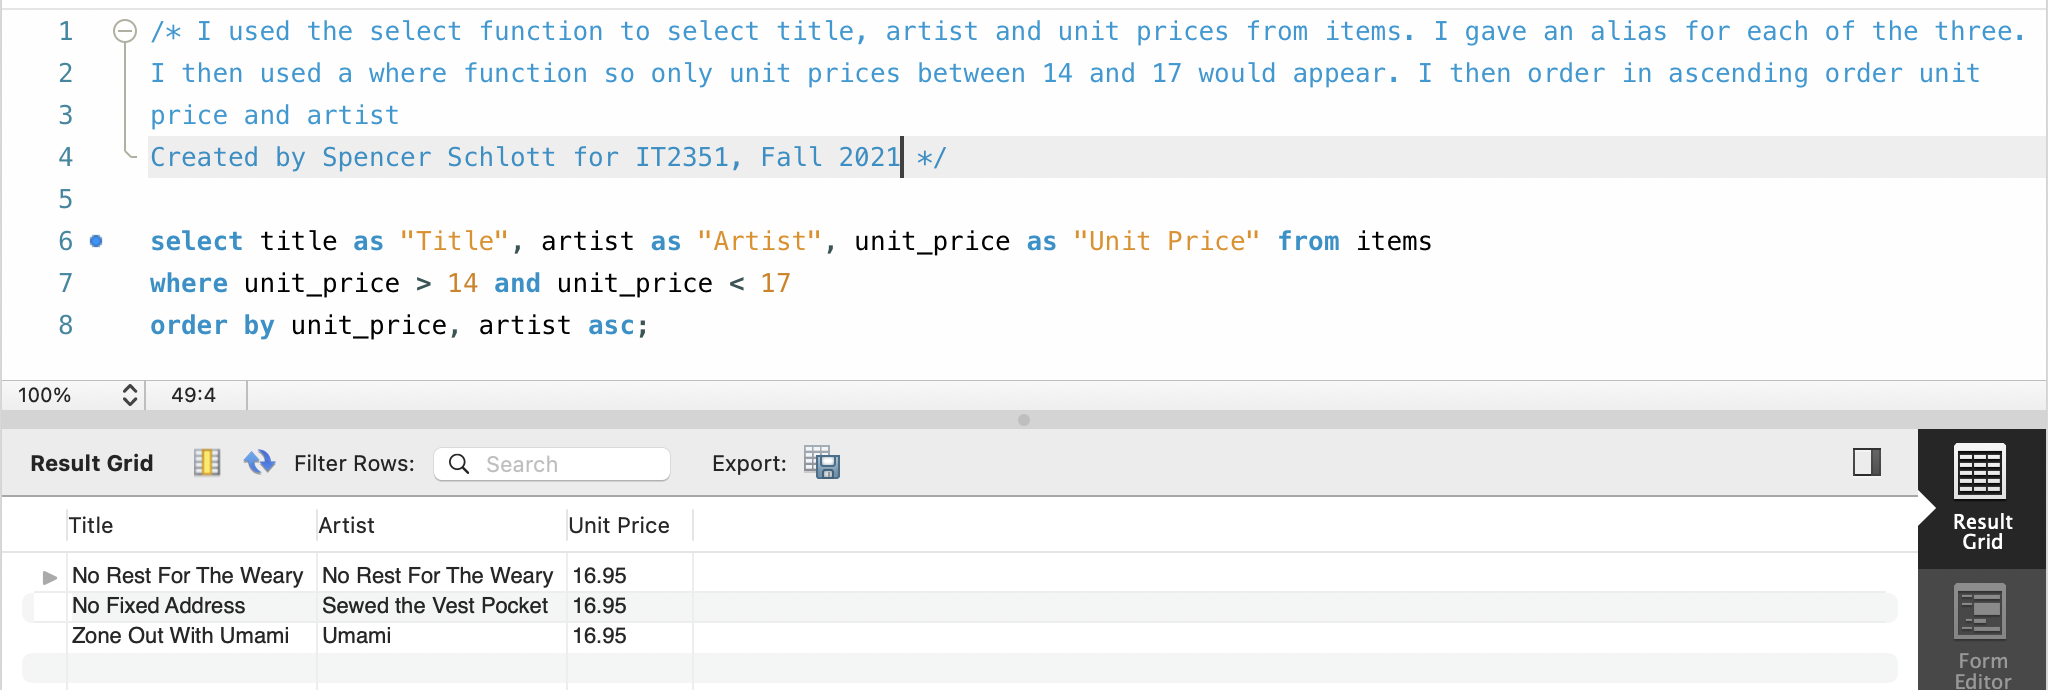 1 /* I used the select function to select title, artist and unit prices from items. I gave an alias for each of the three.
2 I then used a where function so only unit prices between 14 and 17 would appear. I then order in ascending order unit
3 price and artist
4 Created by Spencer Schlott for IT2351, Fall 2021 */
5
6 select title as "Title", artist as "Artist", unit_price as "Unit Price" from items
7 where unit_price > 14 and unit_price < 17
8 order by unit_price, artist asc;
100% 49:4
Result Grid Filter Rows: Search Export:
Title Artist Unit Price
No Rest For The Weary No Rest For The Weary 16.95
No Fixed Address Sewed the Vest Pocket 16.95
Zone Out With Umami Umami 16.95
Result
Grid
Form
Editor